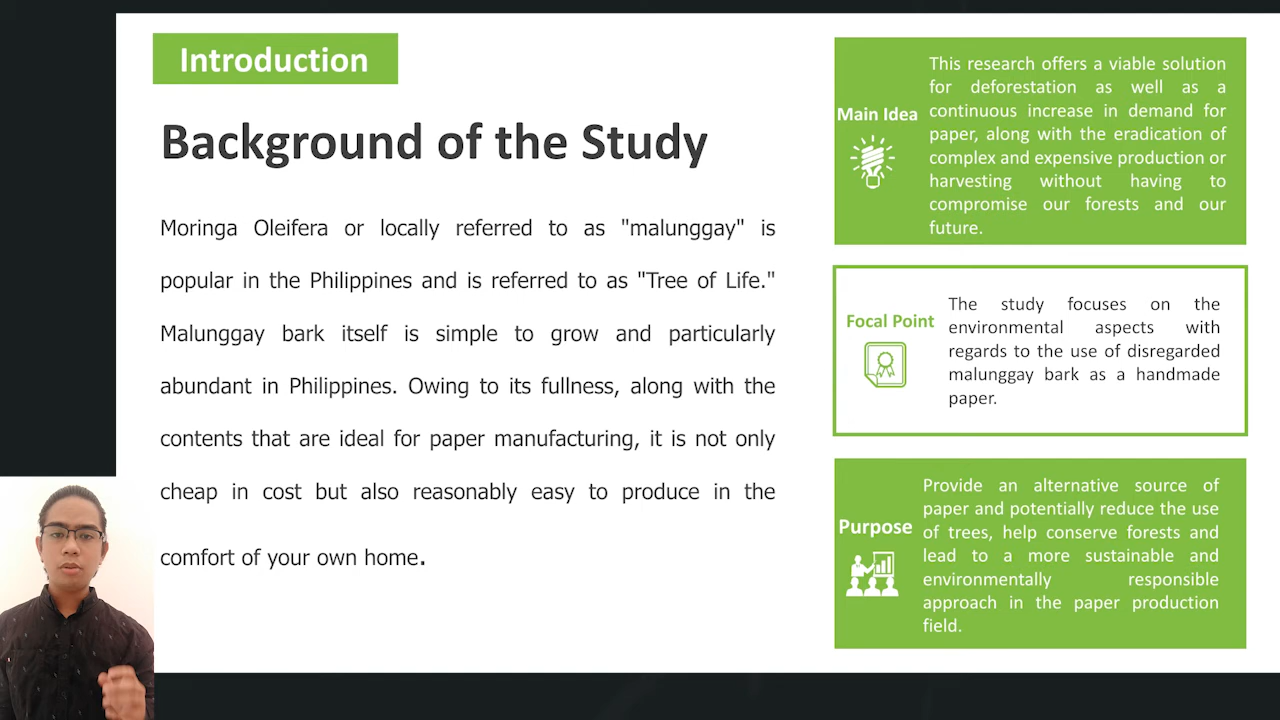 Introduction
Background of the Study
Moringa Oleifera or locally referred to as "malunggay" is
popular in the Philippines and is referred to as "Tree of Life."
Malunggay bark itself is simple to grow and particularly
abundant in Philippines. Owing to its fullness, along with the
contents that are ideal for paper manufacturing, it is not only
cheap in cost but also reasonably easy to produce in the
comfort of your own home.
Main Idea
This research offers a viable solution
for deforestation as well as a
continuous increase in demand for
paper, along with the eradication of
complex and expensive production or
harvesting without having to
compromise our forests and our
future.
Focal Point
The study focuses on the
environmental aspects with
regards to the use of disregarded
malunggay bark as a handmade
paper.
Purpose
Provide an alternative source of
paper and potentially reduce the use
of trees, help conserve forests and
lead to a more sustainable and
environmentally responsible
approach in the paper production
field.